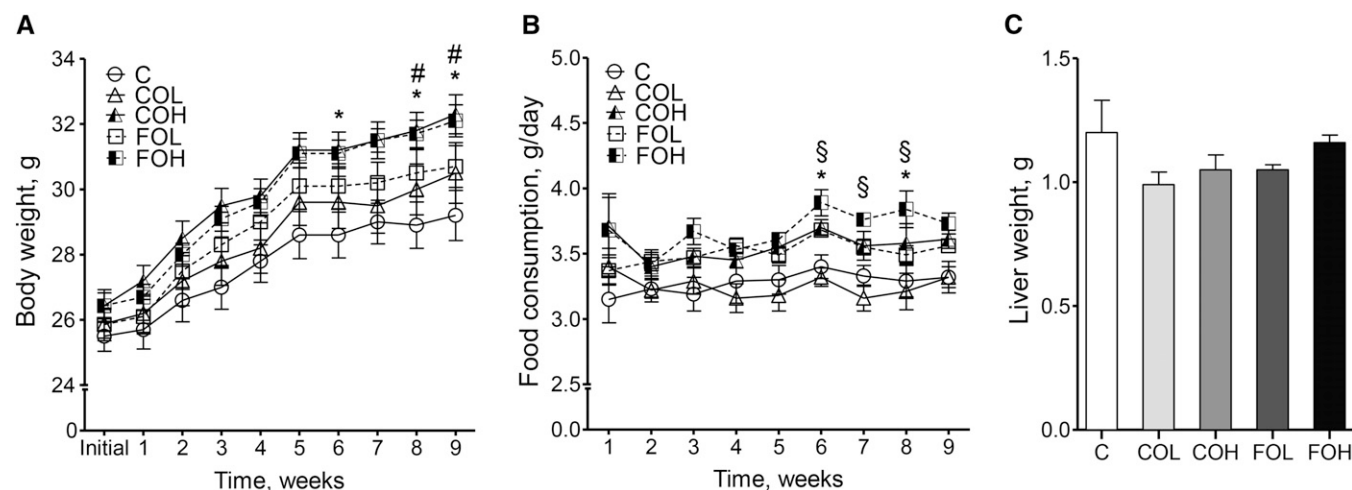 A
Body weight, g
34
32
30
28
26
24
0
C
COL
COH
FOL
FOH
*
#
*
#
*
Initial 1 2 3 4 5 6 7 8 9
Time, weeks
B
Food consumption, g/day
5.0
4.5
4.0
3.5
3.0
2.5
0.0
C
COL
COH
FOL
FOH
§
*
§
§
*
1 2 3 4 5 6 7 8 9
Time, weeks
C
Liver weight, g
1.5
1.0
0.5
0.0
C COL COH FOL FOH